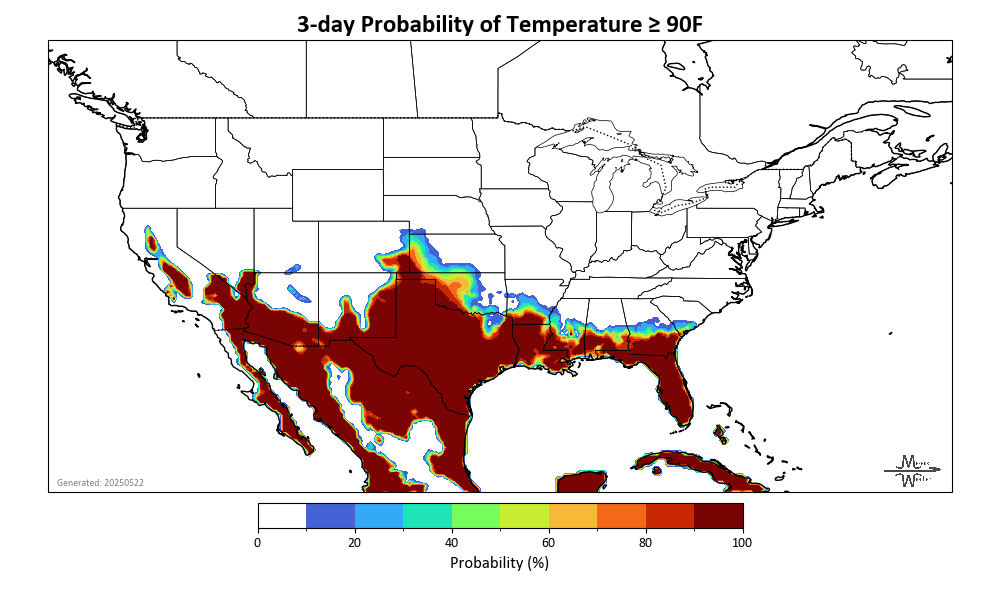 3-day Probability of Temperature ≥ 90F
Generated: 20250522
0 20 40 60 80 100
Probability (%)